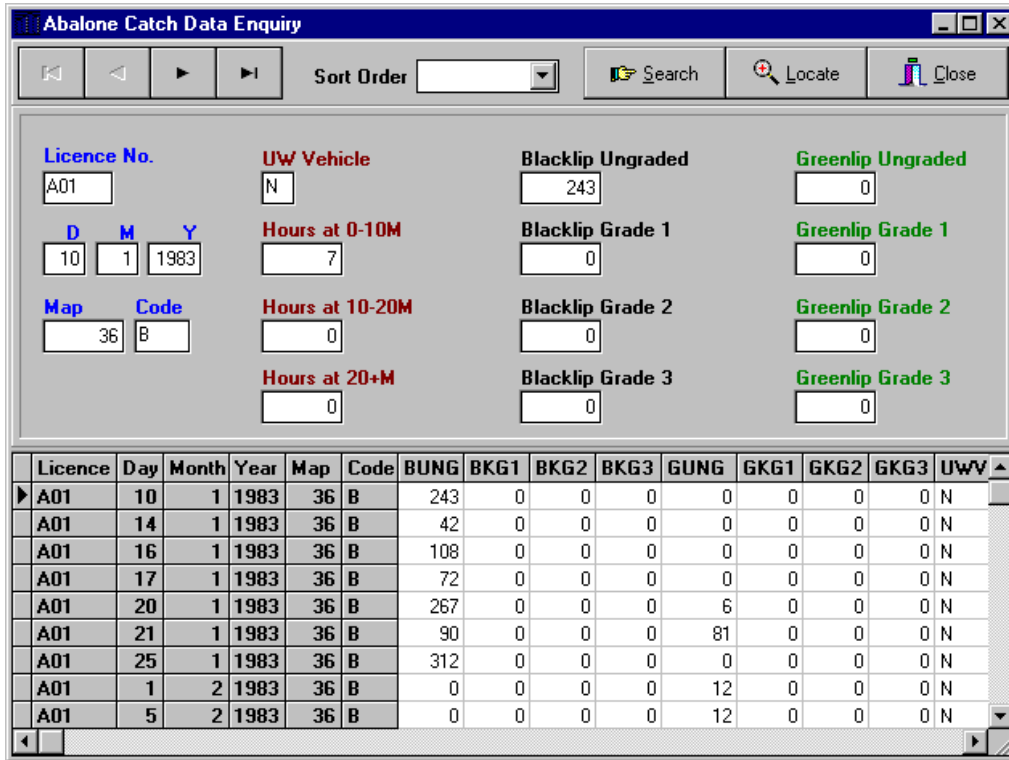 Abalone Catch Data Enquiry
Sort Order Search Locate Close
Licence No. UW Vehicle Blacklip Ungraded Greenlip Ungraded
A01 N 243 0
D M Y Hours at 0-10M Blacklip Grade 1 Greenlip Grade 1
10 1 1983 7 0 0
Map Code Hours at 10-20M Blacklip Grade 2 Greenlip Grade 2
36 B 0 0 0
Hours at 20+M Blacklip Grade 3 Greenlip Grade 3
0 0 0
Licence Day Month Year Map Code BUNG BKG1 BKG2 BKG3 GUNG GKG1 GKG2 GKG3 UWV
A01 10 1 1983 36 B 243 0 0 0 0 0 0 0 N
A01 14 1 1983 36 B 42 0 0 0 0 0 0 0 N
A01 16 1 1983 36 B 108 0 0 0 0 0 0 0 N
A01 17 1 1983 36 B 72 0 0 0 0 0 0 0 N
A01 20 1 1983 36 B 267 0 0 0 6 0 0 0 N
A01 21 1 1983 36 B 90 0 0 0 81 0 0 0 N
A01 25 1 1983 36 B 312 0 0 0 0 0 0 0 N
A01 1 2 1983 36 B 0 0 0 0 12 0 0 0 N
A01 5 2 1983 36 B 0 0 0 0 12 0 0 0 N